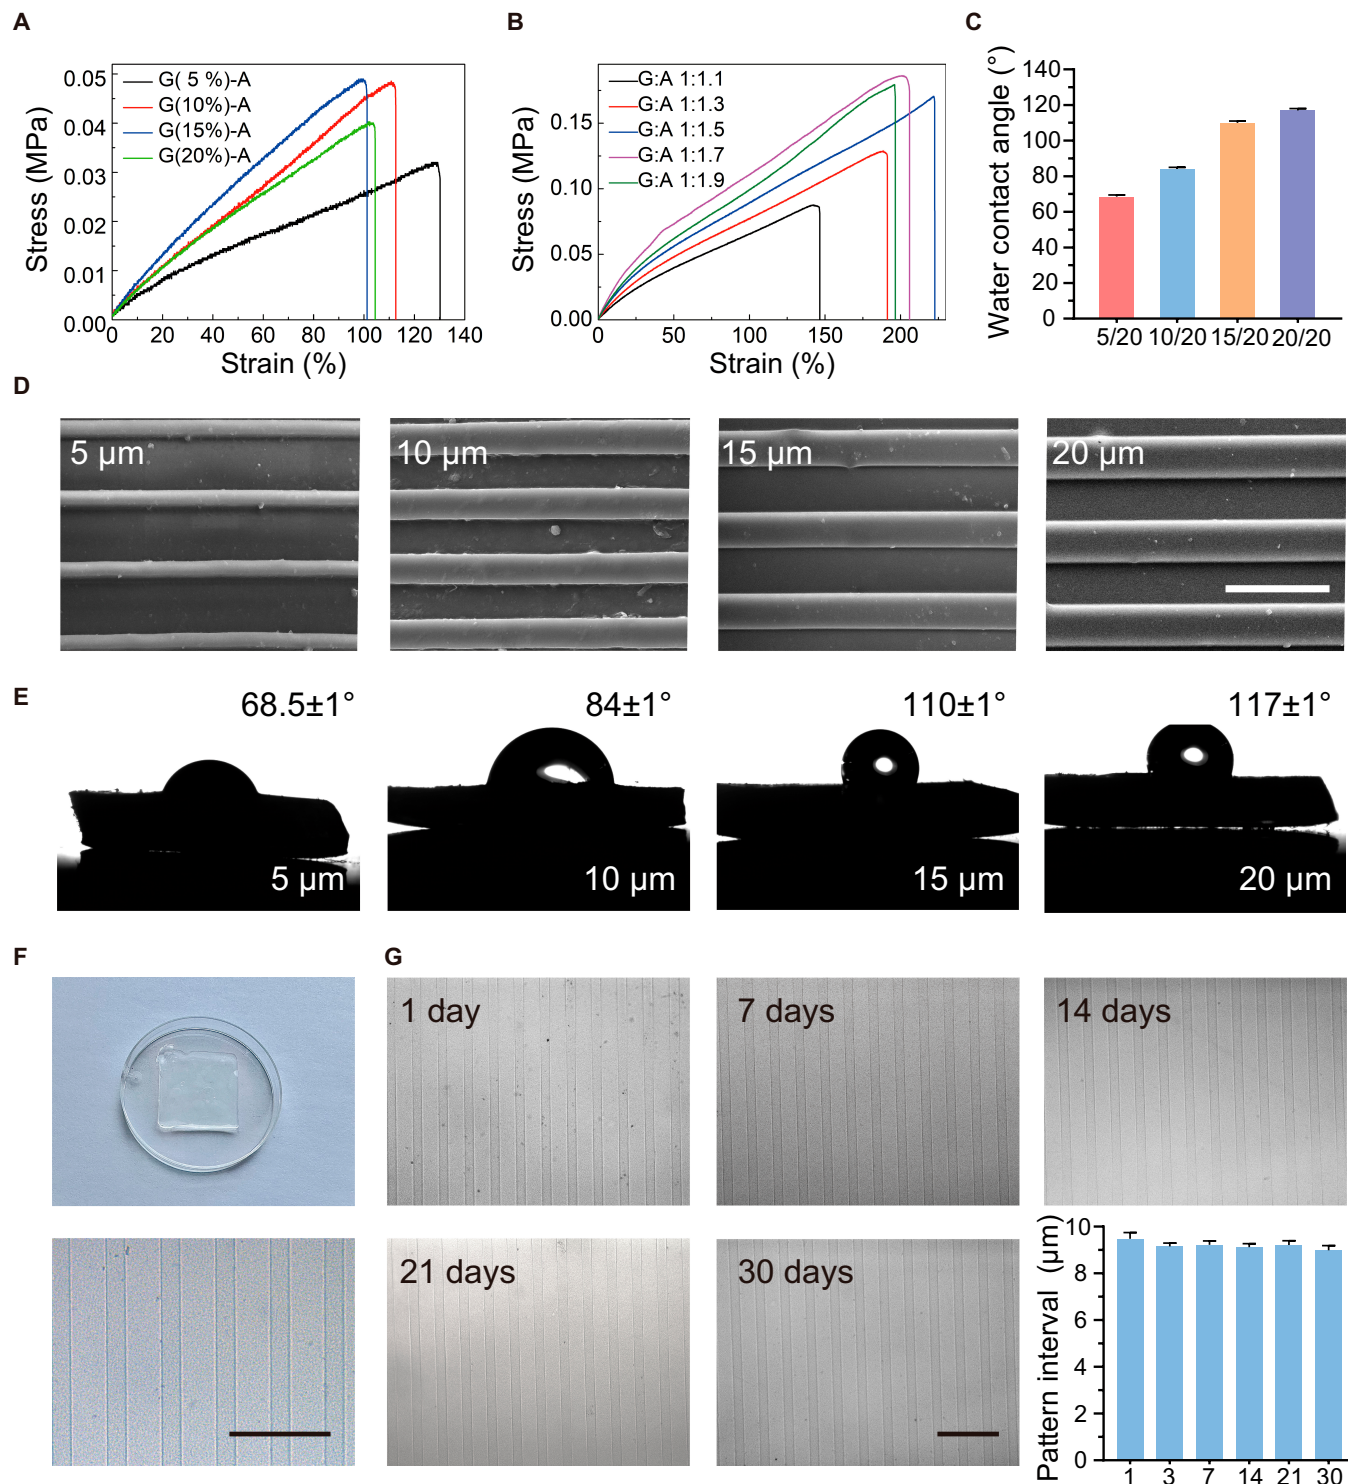 A
B
C
0.05
0.04
0.03
0.02
0.01
0.00
Stress (MPa)
G( 5 %)-A
G(10%)-A
G(15%)-A
G(20%)-A
0 20 40 60 80 100 120 140
Strain (%)
0.15
0.10
0.05
0.00
Stress (MPa)
G:A 1:1.1
G:A 1:1.3
G:A 1:1.5
G:A 1:1.7
G:A 1:1.9
0 50 100 150 200
Strain (%)
140
120
100
80
60
40
20
0
Water contact angle (°)
5/20 10/20 15/20 20/20
D
5 µm
10 µm
15 µm
20 µm
E
68.5±1°
84±1°
110±1°
117±1°
5 µm
10 µm
15 µm
20 µm
F
G
1 day
7 days
14 days
21 days
30 days
10
8
6
4
2
0
Pattern interval (µm)
1 3 7 14 21 30